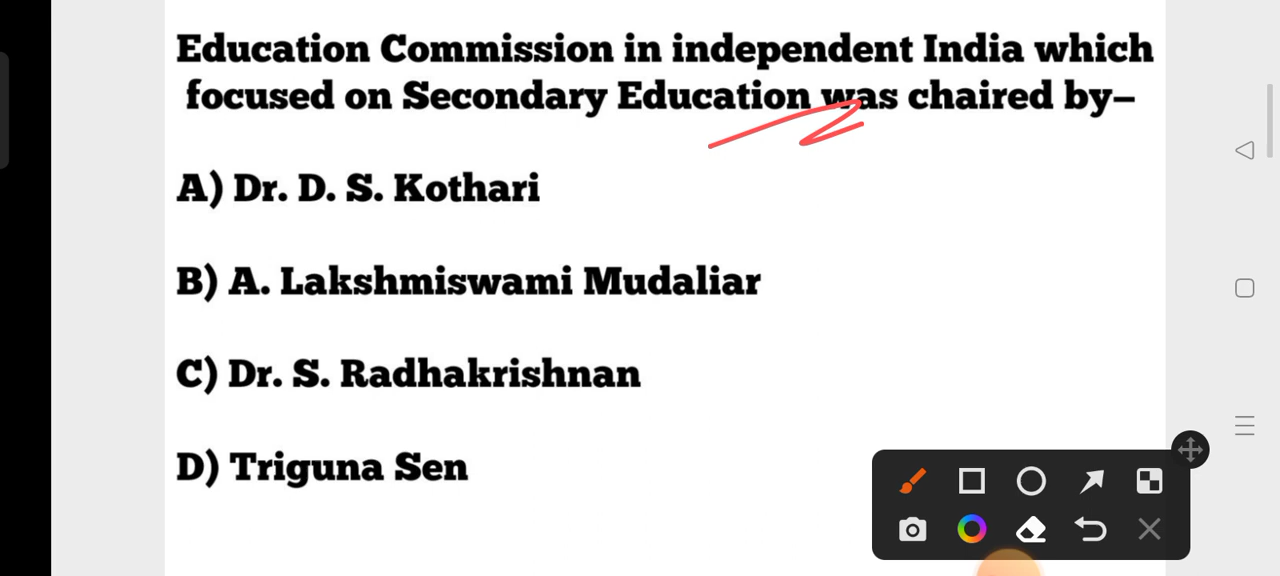 Education Commission in independent India which
focused on Secondary Education was chaired by–
A) Dr. D. S. Kothari
B) A. Lakshmiswami Mudaliar
C) Dr. S. Radhakrishnan
D) Triguna Sen